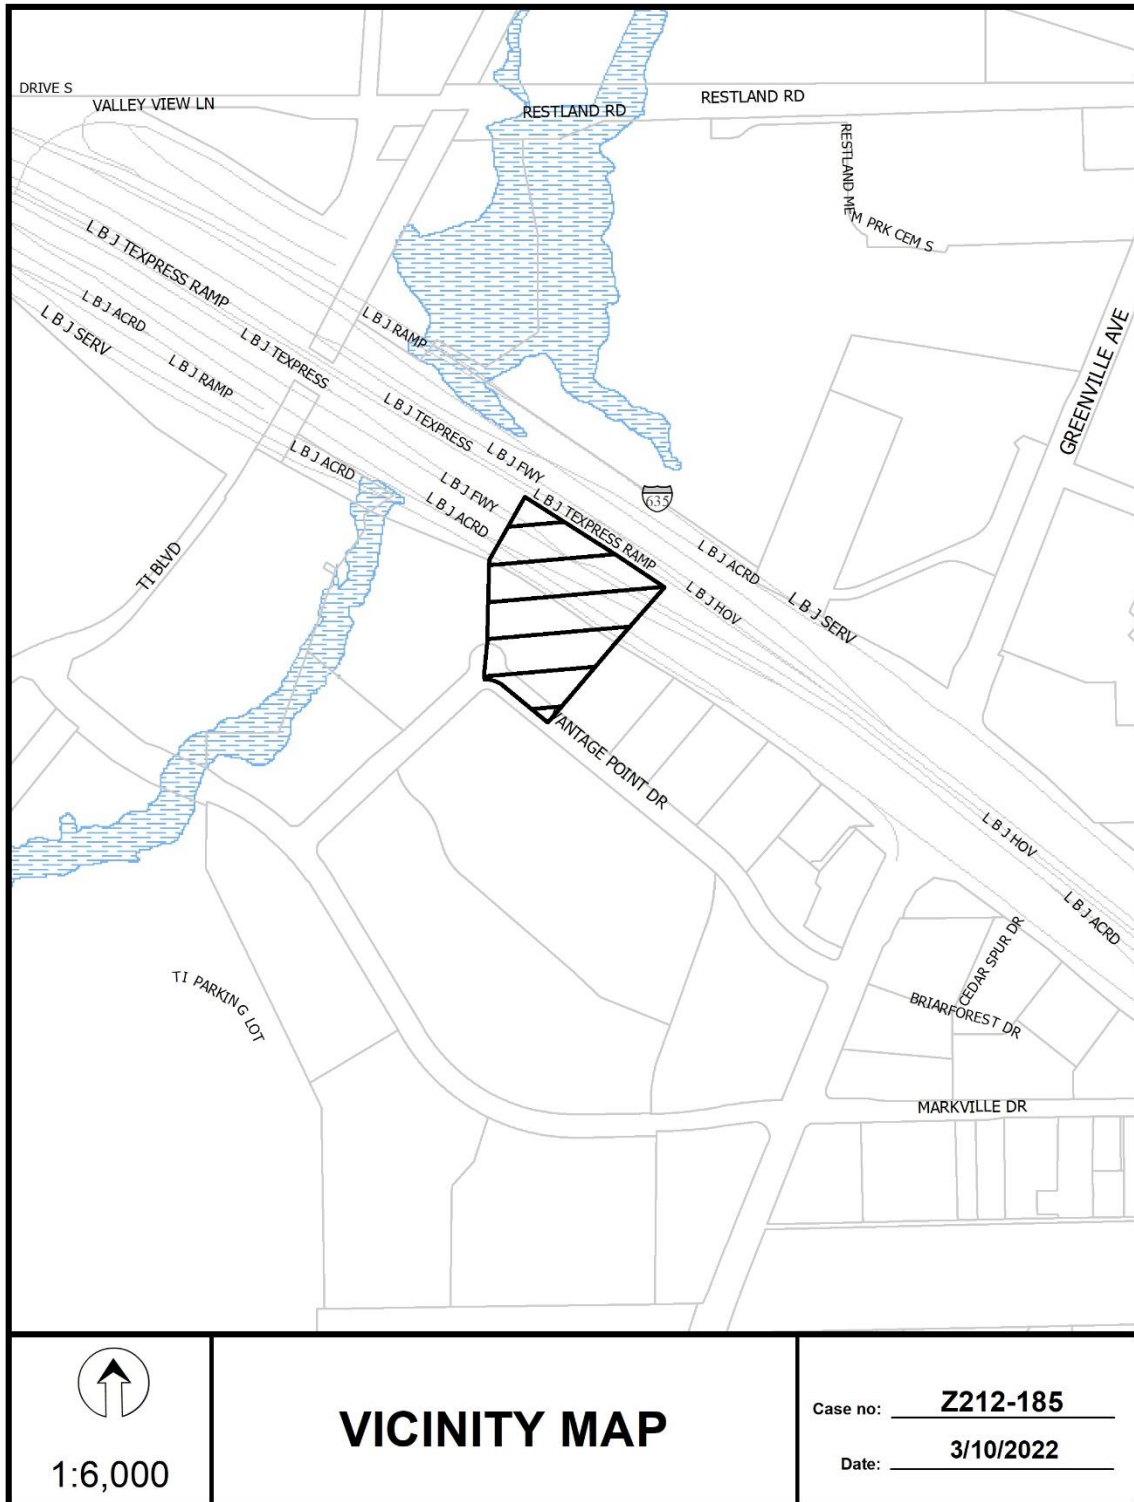 DRIVE S
VALLEY VIEW LN
RESTLAND RD
RESTLAND RD
RESTLAND ME
M PRK CEM S
L B J TEXPRESS RAMP
L B J ACRD
L B J SERV
L B J RAMP
L B J TEXPRESS
L B J RAMP
GREENVILLE AVE
L B J TEXPRESS
L B J ACRD
L B J FWY
L B J FWY
L B J ACRD
L B J TEXPRESS RAMP
635
TI BLVD
L B J ACRD
L B J HOV
L B J SERV
VANTAGE POINT DR
L B J HOV
L B J ACRD
CEDAR SPUR DR
BRIARFOREST DR
TI PARKING LOT
MARKVILLE DR
1:6,000
VICINITY MAP
Case no: Z212-185
Date: 3/10/2022